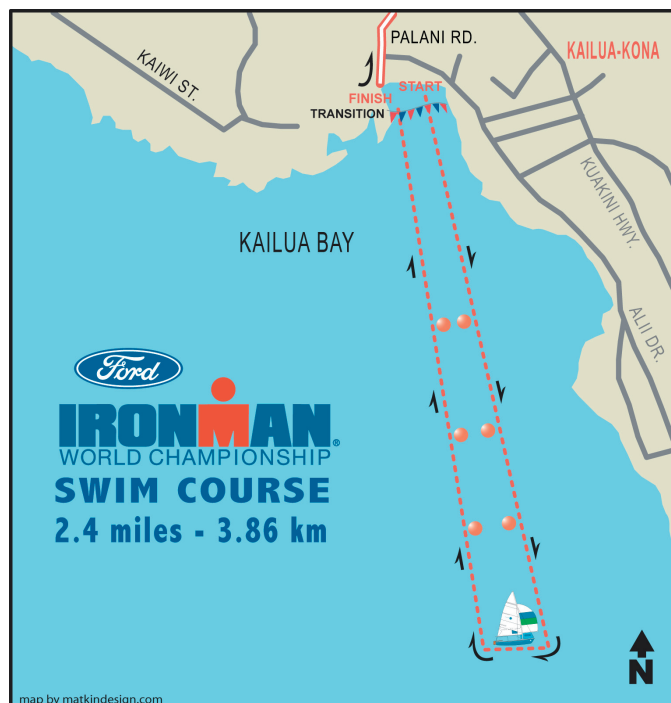 PALANI RD.
KAILUA-KONA
KAIWI ST.
START
FINISH
TRANSITION
KUAKINI HWY.
KAILUA BAY
ALII DR.
Ford
IRONMAN®
WORLD CHAMPIONSHIP
SWIM COURSE
2.4 miles - 3.86 km
N
map by matkindesign.com